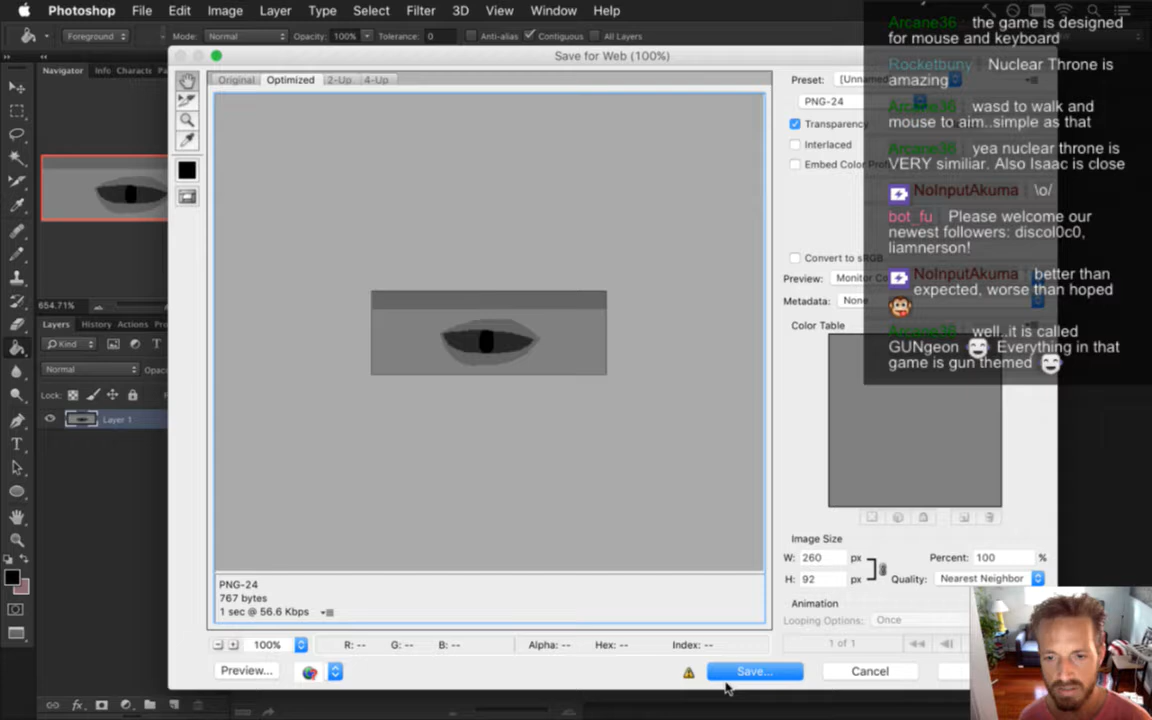 Photoshop File Edit Image Layer Type Select Filter 3D View Window Help
Foreground Mode: Normal Opacity: 100% Tolerance: 0 Anti-alias Contiguous All Layers
Save for Web (100%)
Navigator Info
654.71%
Layers History Actions
Kind
Normal
Lock:
Layer 1
Original Optimized 2-Up 4-Up
PNG-24
767 bytes
1 sec @ 56.6 Kbps
100% R: -- G: -- B: -- Alpha: -- Hex: -- Index: --
Preview... Save... Cancel
Preset:
PNG-24
Transparency
Interlaced
Convert to sRGB
Preview:
Metadata: None
Color Table
Image Size
W: 260 px Percent: 100 %
H: 92 px Quality: Nearest Neighbor
Animation
Looping Options: Once
1 of 1
Arcane36 the game is designed
for mouse and keyboard
Rocketbuny Nuclear Throne is
amazing
Arcane36 wasd to walk and
mouse to aim..simple as that
Arcane36 yea nuclear throne is
VERY similiar. Also Isaac is close
NoInputAkuma \o/
bot_fu Please welcome our
newest followers: discol0c0,
liamnerson!
NoInputAkuma better than
expected, worse than hoped
Arcane36 well..it is called
GUNgeon Everything in that
game is gun themed